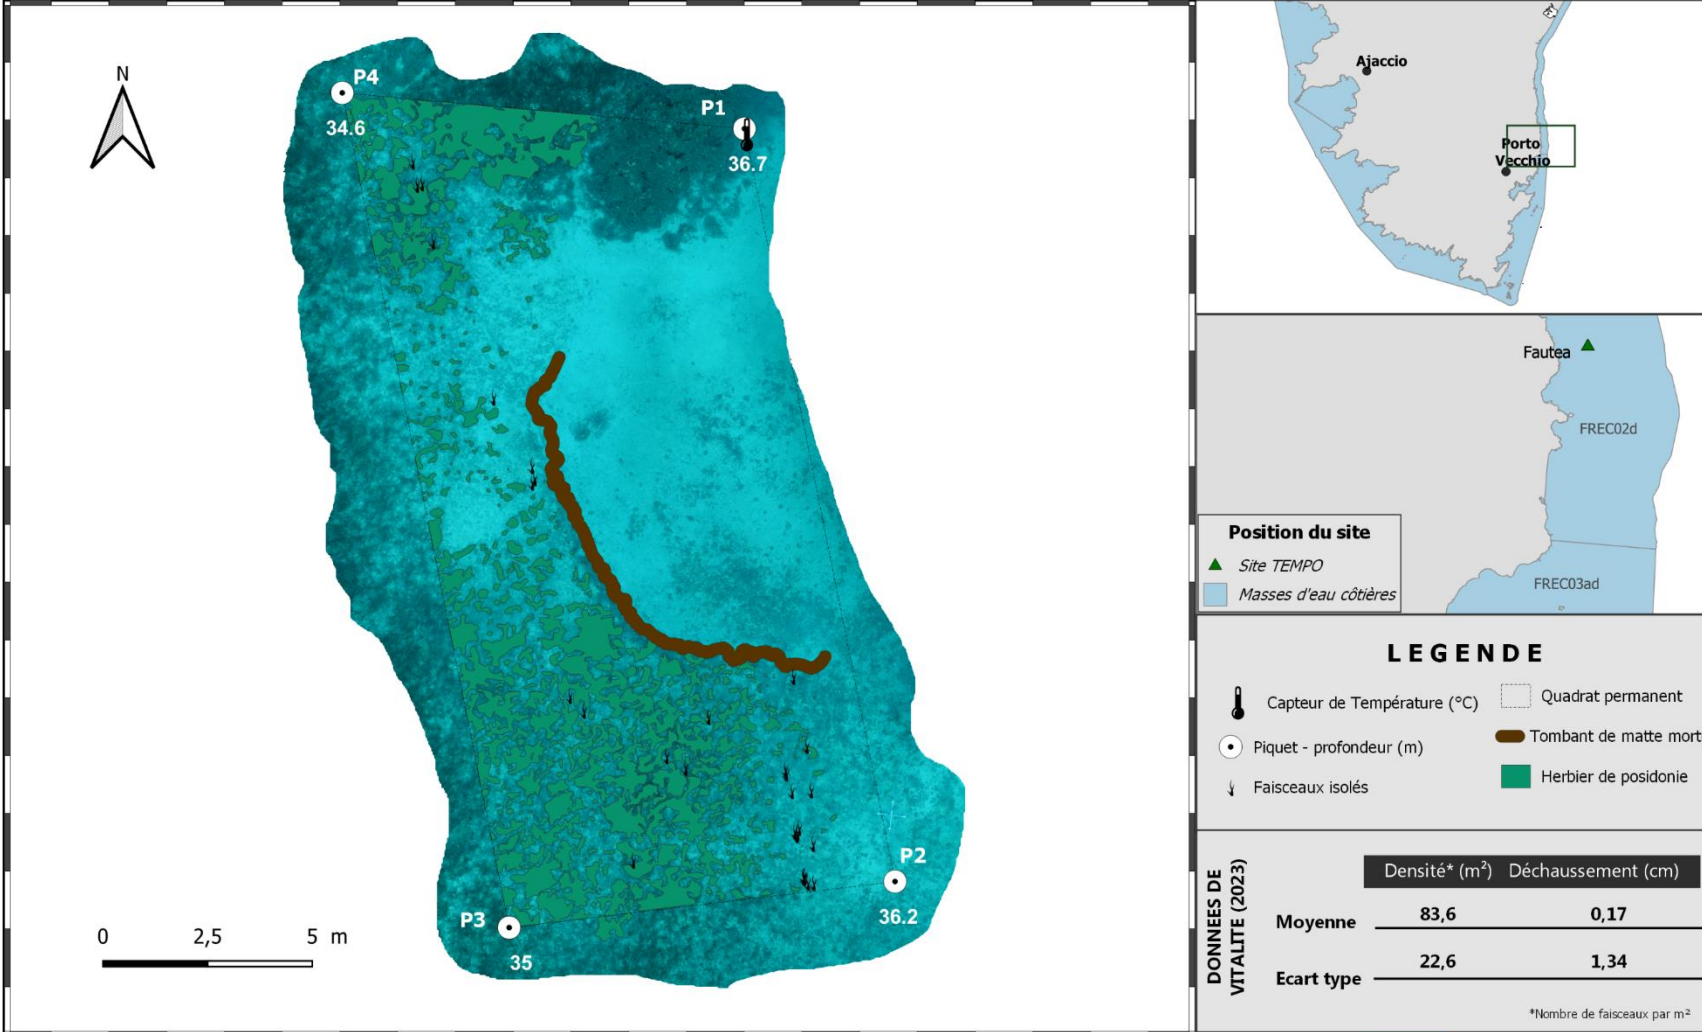 N
P4
34.6
P1
36.7
P2
36.2
P3
35
0 2,5 5 m
Ajaccio
Porto
Vecchio
Fautea
FREC02d
FREC03ad
Position du site
Site TEMPO
Masses d'eau côtières
LEGENDE
Capteur de Température (°C)
Piquet - profondeur (m)
Faisceaux isolés
Quadrat permanent
Tombant de matte mort
Herbier de posidonie
DONNEES DE
VITALITE (2023)
Densité* (m²) Déchaussement (cm)
Moyenne 83,6 0,17
Ecart type 22,6 1,34
*Nombre de faisceaux par m²